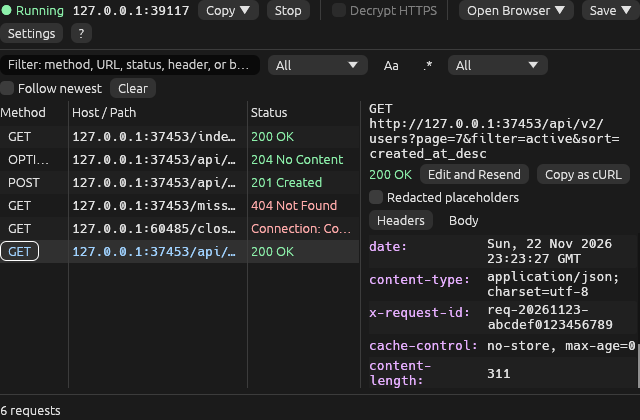 Running 127.0.0.1:39117 Copy ▼ Stop Decrypt HTTPS Open Browser ▼ Save ▼
Settings ?
Filter: method, URL, status, header, or b… All ▼ Aa .* All ▼
Follow newest Clear
Method Host / Path Status
GET 127.0.0.1:37453/inde… 200 OK
OPTI… 127.0.0.1:37453/api/… 204 No Content
POST 127.0.0.1:37453/api/… 201 Created
GET 127.0.0.1:37453/miss… 404 Not Found
GET 127.0.0.1:60485/clos… Connection: Co…
GET 127.0.0.1:37453/api/… 200 OK
GET
http://127.0.0.1:37453/api/v2/
users?page=7&filter=active&sort=
created_at_desc
200 OK Edit and Resend Copy as cURL
Redacted placeholders
Headers Body
date: Sun, 22 Nov 2026
23:23:27 GMT
content-type: application/json;
charset=utf-8
x-request-id: req-20261123-
abcdef0123456789
cache-control: no-store, max-age=0
content-
length: 311
6 requests